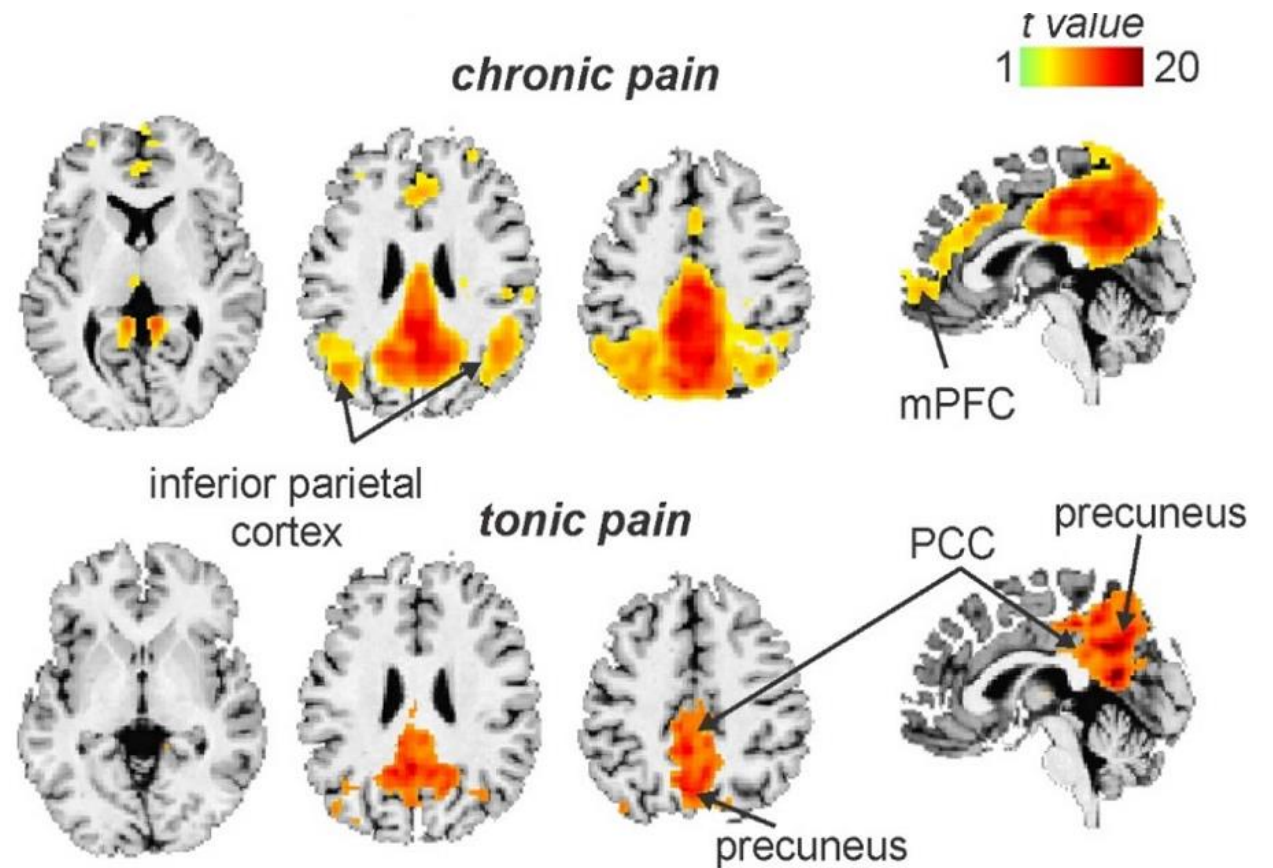 t value
1 20
chronic pain
mPFC
inferior parietal
cortex
tonic pain
precuneus
PCC
precuneus